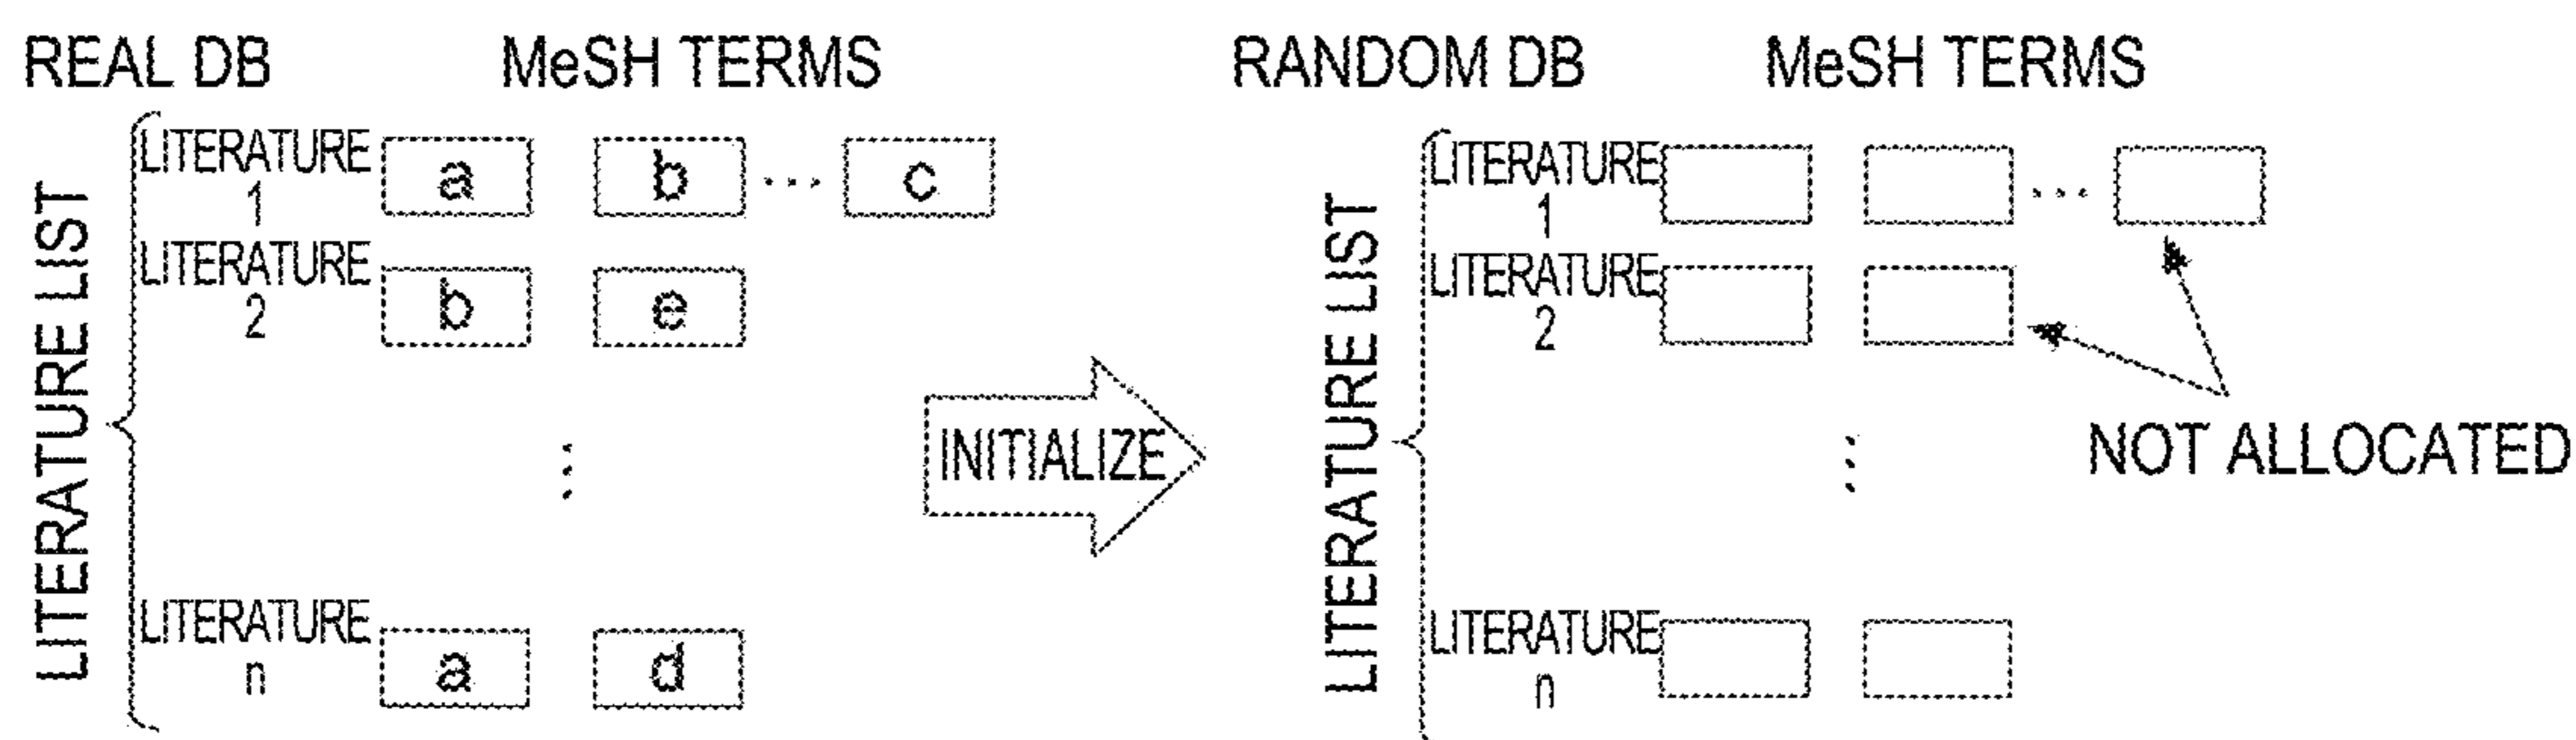 REAL DB MeSH TERMS
LITERATURE LIST
LITERATURE
1
a b ... c
LITERATURE
2
b e
⋮
LITERATURE
n
a d
INITIALIZE
RANDOM DB MeSH TERMS
LITERATURE LIST
LITERATURE
1
...
LITERATURE
2
NOT ALLOCATED
⋮
LITERATURE
n